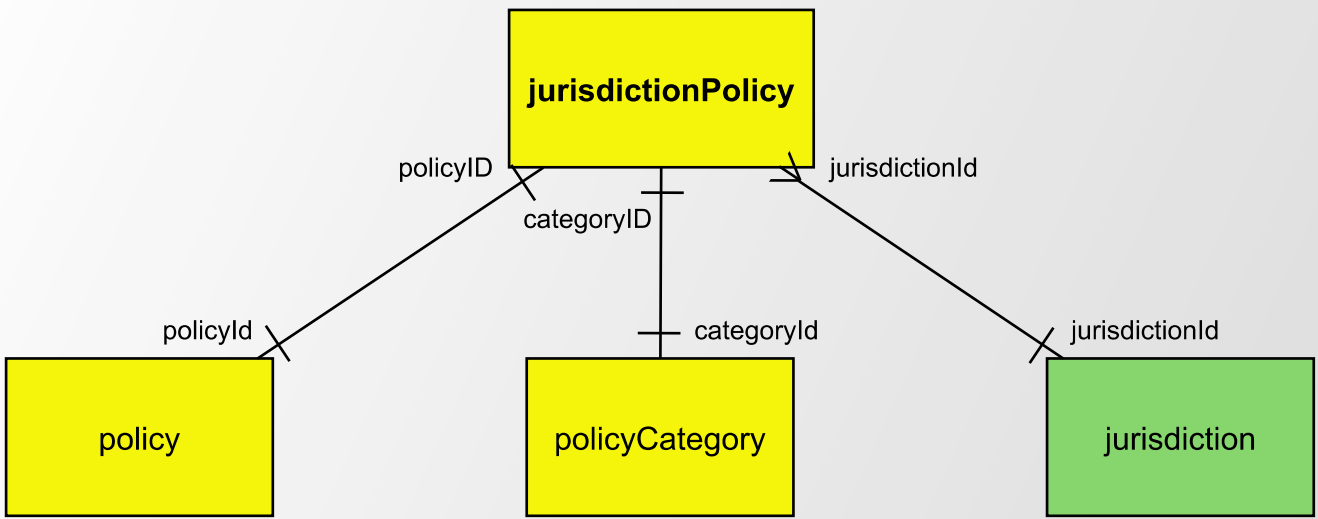 jurisdictionPolicy
policyID
jurisdictionId
categoryID
policyId
categoryId
jurisdictionId
policy
policyCategory
jurisdiction